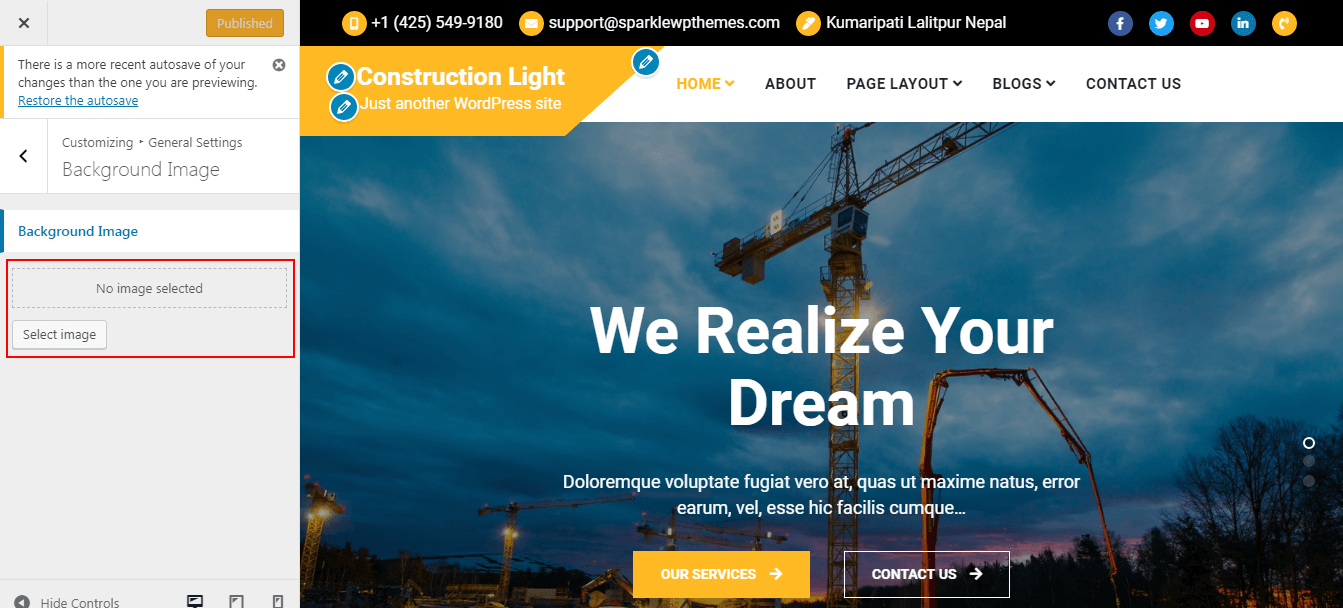 Published
There is a more recent autosave of your
changes than the one you are previewing.
Restore the autosave
Customizing ‣ General Settings
Background Image
Background Image
No image selected
Select image
Hide Controls
+1 (425) 549-9180 support@sparklewpthemes.com Kumaripati Lalitpur Nepal
Construction Light
Just another WordPress site
HOME ABOUT PAGE LAYOUT BLOGS CONTACT US
We Realize Your
Dream
Doloremque voluptate fugiat vero at, quas ut maxime natus, error
earum, vel, esse hic facilis cumque...
OUR SERVICES CONTACT US